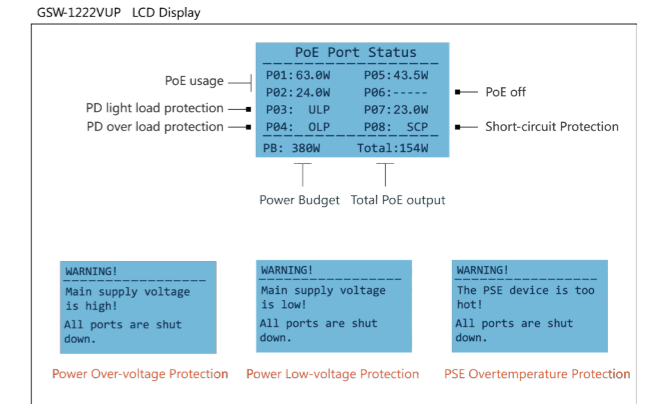 GSW-1222VUP LCD Display
PoE Port Status
PoE usage
P01:63.0W P05:43.5W
P02:24.0W P06:-----
PoE off
PD light load protection
P03: ULP P07:23.0W
PD over load protection
P04: OLP P08: SCP
Short-circuit Protection
PB: 380W Total:154W
Power Budget Total PoE output
WARNING!
Main supply voltage
is high!
All ports are shut
down.
Power Over-voltage Protection
WARNING!
Main supply voltage
is low!
All ports are shut
down.
Power Low-voltage Protection
WARNING!
The PSE device is too
hot!
All ports are shut
down.
PSE Overtemperature Protection